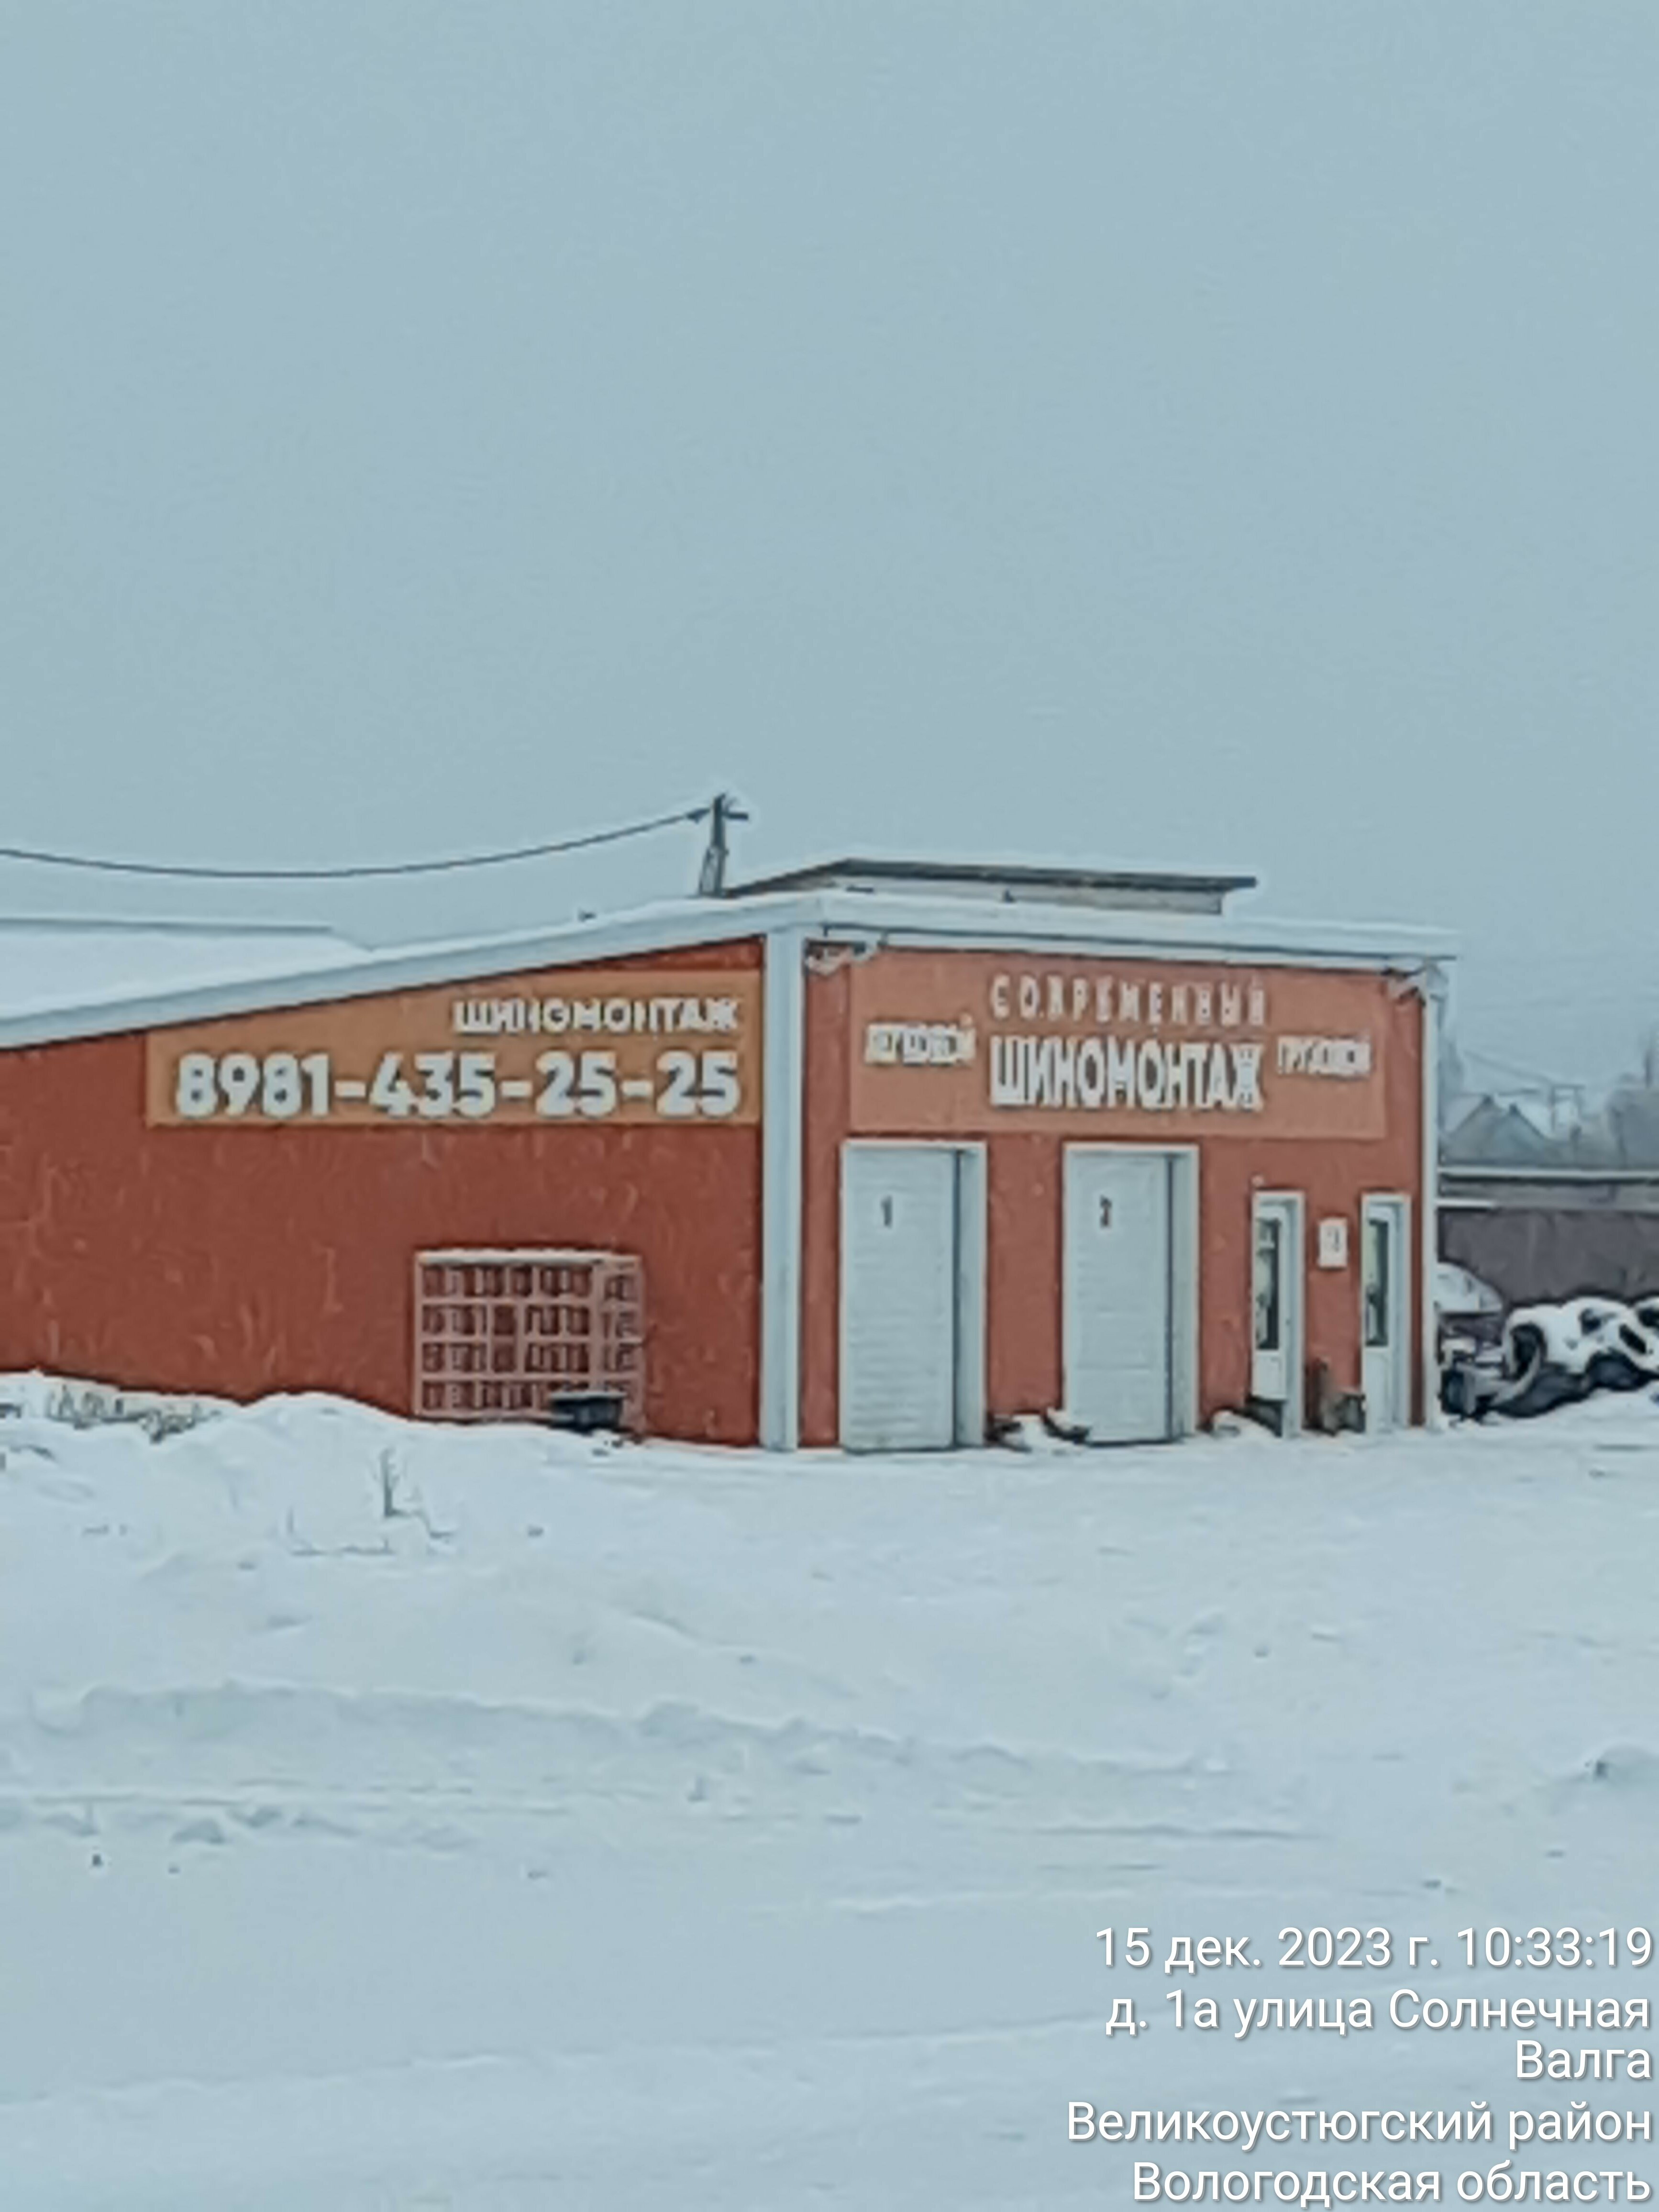 ШИНОМОНТАЖ
8981-435-25-25
СОВРЕМЕННЫЙ
ЛЕГКОВОЙ ШИНОМОНТАЖ ГРУЗОВОЙ
1 2
15 дек. 2023 г. 10:33:19
д. 1а улица Солнечная
Валга
Великоустюгский район
Вологодская область